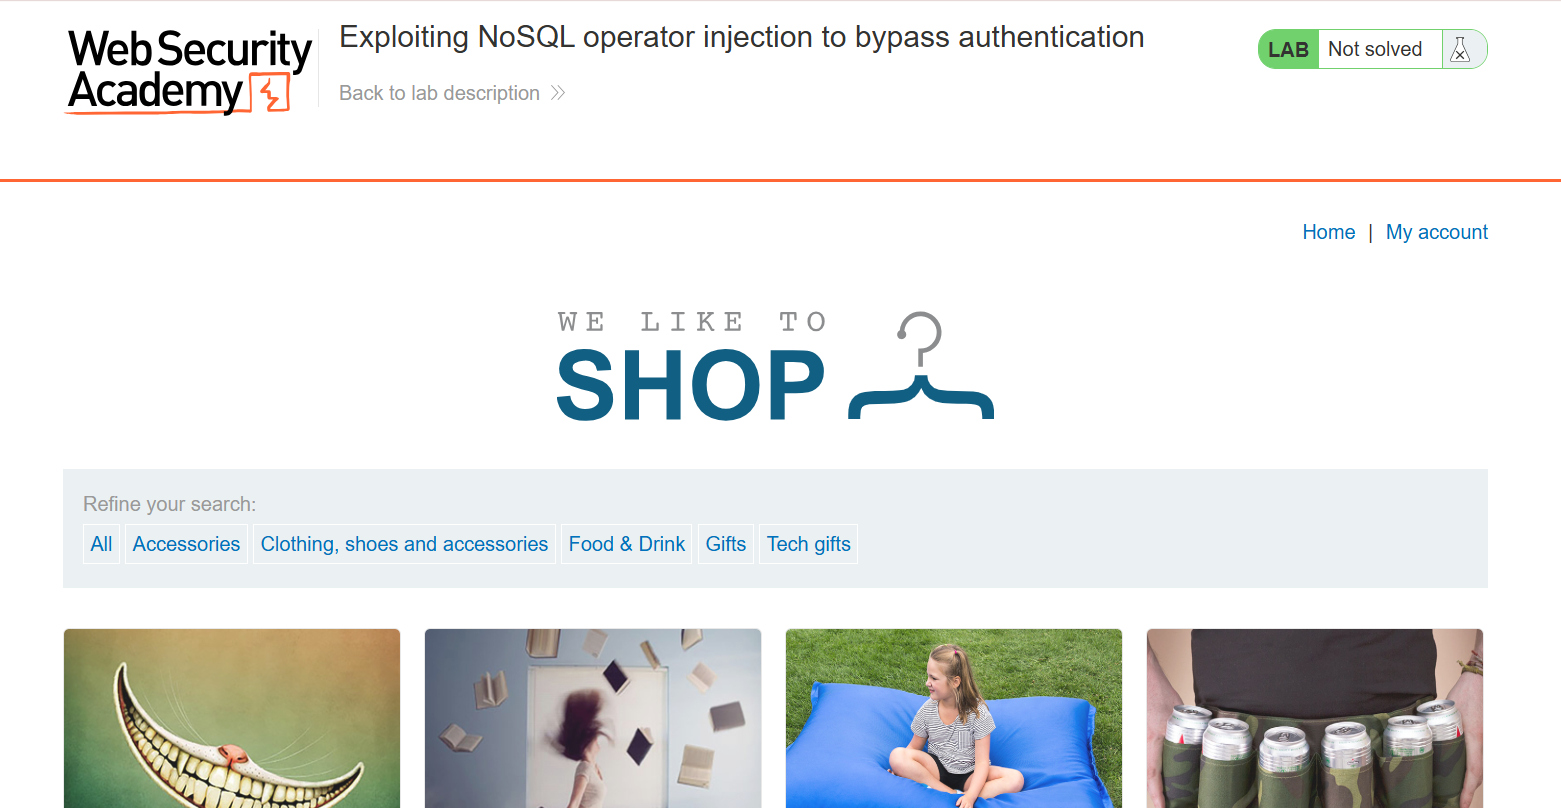 Web Security
Academy
Exploiting NoSQL operator injection to bypass authentication
Back to lab description
LAB Not solved
Home | My account
WE LIKE TO
SHOP
Refine your search:
All Accessories Clothing, shoes and accessories Food & Drink Gifts Tech gifts